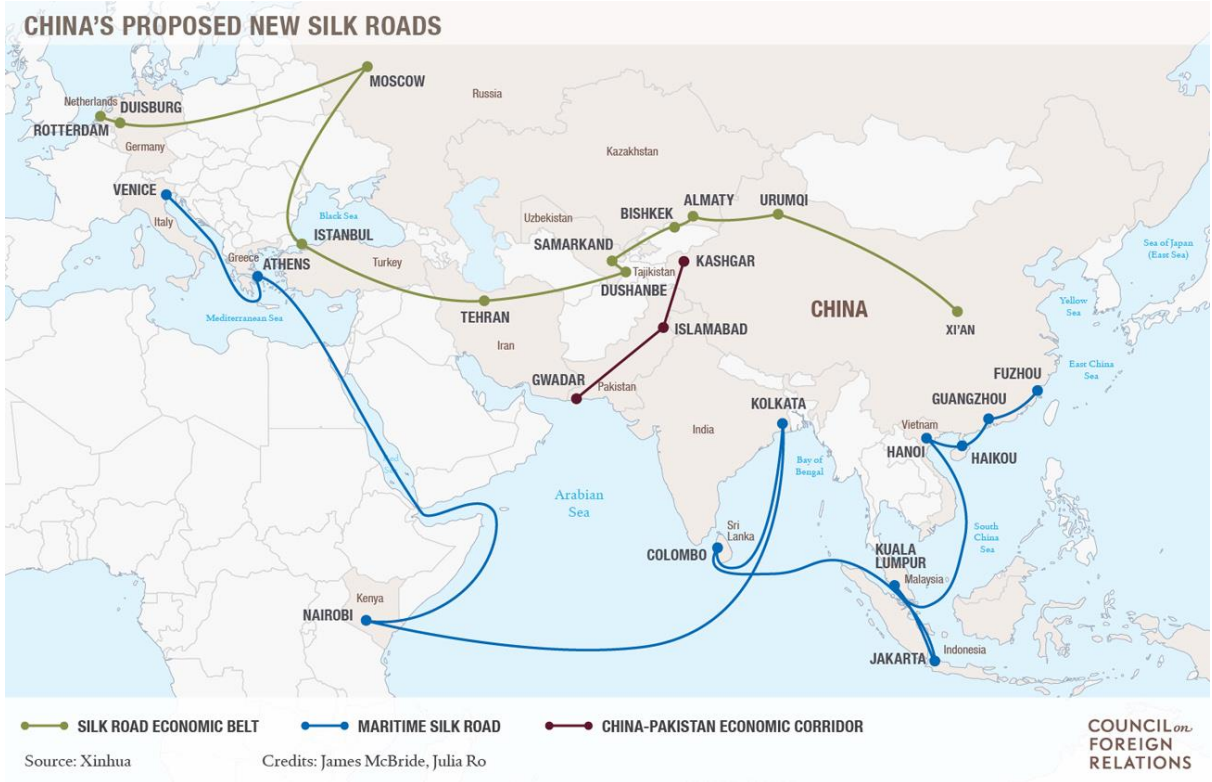 CHINA'S PROPOSED NEW SILK ROADS
MOSCOW
Russia
Netherlands
DUISBURG
ROTTERDAM
Germany
Kazakhstan
VENICE
ALMATY
URUMQI
BISHKEK
Italy
Black Sea
Uzbekistan
ISTANBUL
SAMARKAND
Sea of Japan
(East Sea)
Greece
ATHENS
Turkey
Tajikistan
KASHGAR
DUSHANBE
Mediterranean Sea
TEHRAN
CHINA
Yellow
Sea
ISLAMABAD
XI'AN
Iran
East China
Sea
GWADAR
Pakistan
FUZHOU
KOLKATA
GUANGZHOU
India
Vietnam
HANOI
HAIKOU
Bay of
Bengal
Arabian
Sea
Sri
Lanka
South
China
Sea
COLOMBO
KUALA
LUMPUR
Malaysia
Kenya
NAIROBI
JAKARTA
Indonesia
SILK ROAD ECONOMIC BELT
MARITIME SILK ROAD
CHINA-PAKISTAN ECONOMIC CORRIDOR
Source: Xinhua
Credits: James McBride, Julia Ro
COUNCIL on
FOREIGN
RELATIONS